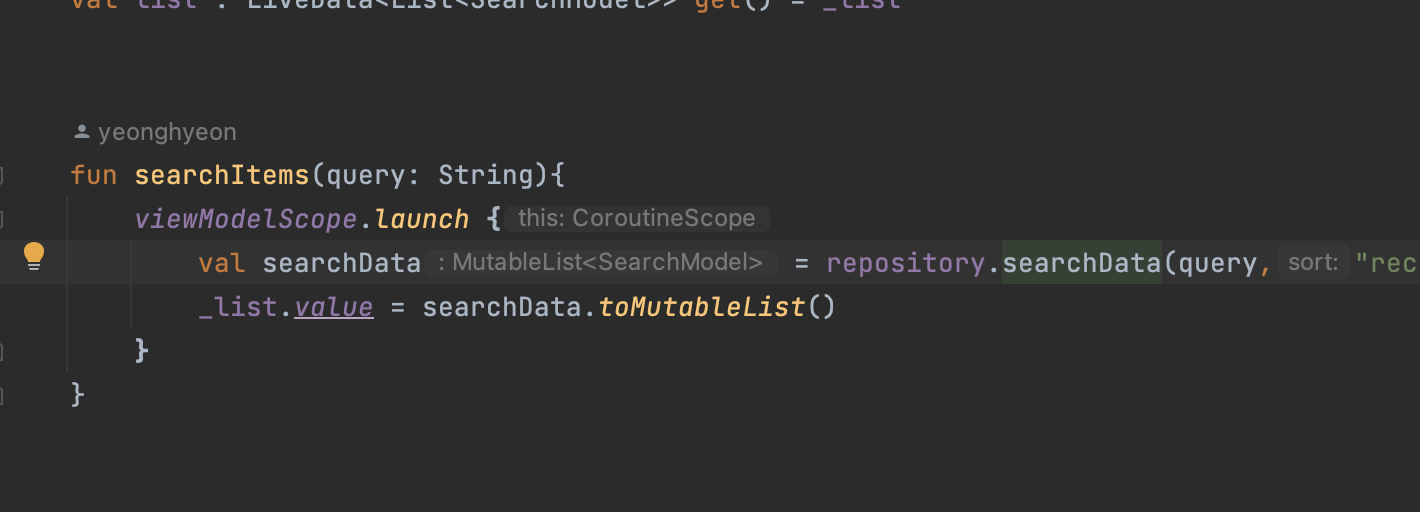 val list : LiveData<List<SearchModel>> get() = _list
yeonghyeon
fun searchItems(query: String){
viewModelScope.launch { this: CoroutineScope
val searchData : MutableList<SearchModel> = repository.searchData(query, sort: "rec
_list.value = searchData.toMutableList()
}
}